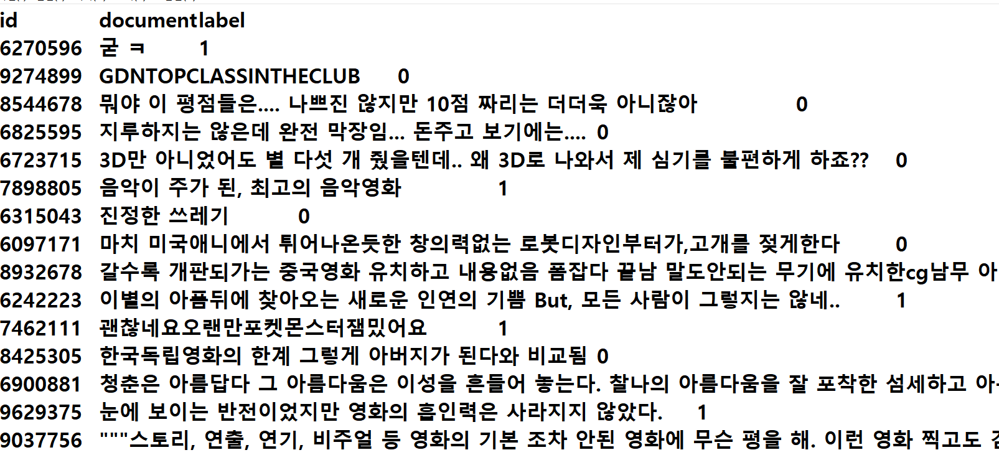 id documentlabel
6270596 굳 ㅋ 1
9274899 GDNTOPCLASSINTHECLUB 0
8544678 뭐야 이 평점들은.... 나쁘진 않지만 10점 짜리는 더더욱 아니잖아 0
6825595 지루하지는 않은데 완전 막장임... 돈주고 보기에는.... 0
6723715 3D만 아니었어도 별 다섯 개 줬을텐데.. 왜 3D로 나와서 제 심기를 불편하게 하죠?? 0
7898805 음악이 주가 된, 최고의 음악영화 1
6315043 진정한 쓰레기 0
6097171 마치 미국애니에서 튀어나온듯한 창의력없는 로봇디자인부터가,고개를 젖게한다 0
8932678 갈수록 개판되가는 중국영화 유치하고 내용없음 폼잡다 끝남 말도안되는 무기에 유치한cg남무 아
6242223 이별의 아픔뒤에 찾아오는 새로운 인연의 기쁨 But, 모든 사람이 그렇지는 않네.. 1
7462111 괜찮네요오랜만포켓몬스터잼밌어요 1
8425305 한국독립영화의 한계 그렇게 아버지가 된다와 비교됨 0
6900881 청춘은 아름답다 그 아름다움은 이성을 흔들어 놓는다. 찰나의 아름다움을 잘 포착한 섬세하고
9629375 눈에 보이는 반전이었지만 영화의 흡인력은 사라지지 않았다. 1
9037756 """스토리, 연출, 연기, 비주얼 등 영화의 기본 조차 안된 영화에 무슨 평을 해. 이런 영화 찍고도